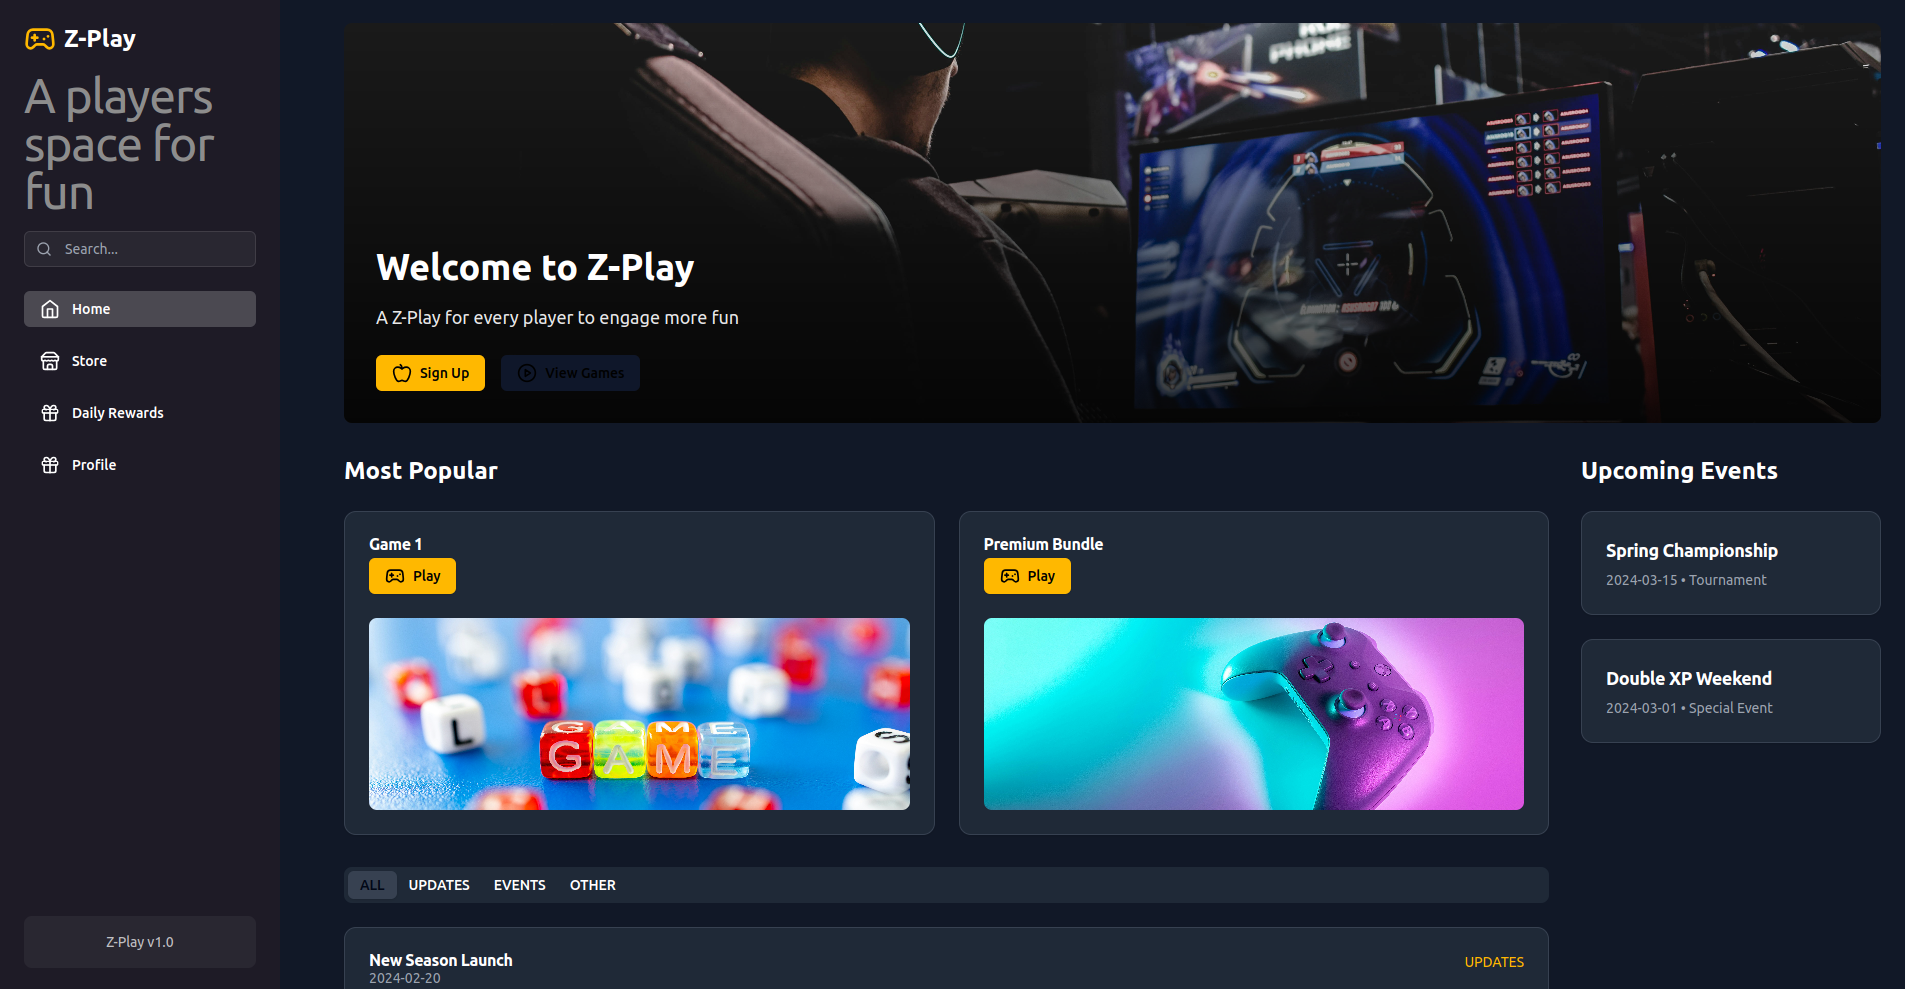 Z-Play
A players
space for
fun
Search...
Home
Store
Daily Rewards
Profile
Z-Play v1.0
PHONE
Welcome to Z-Play
A Z-Play for every player to engage more fun
Sign Up
View Games
Most Popular
Game 1
Play
L
GAME
GAME
S
Premium Bundle
Play
Upcoming Events
Spring Championship
2024-03-15 • Tournament
Double XP Weekend
2024-03-01 • Special Event
ALL UPDATES EVENTS OTHER
New Season Launch
2024-02-20
UPDATES